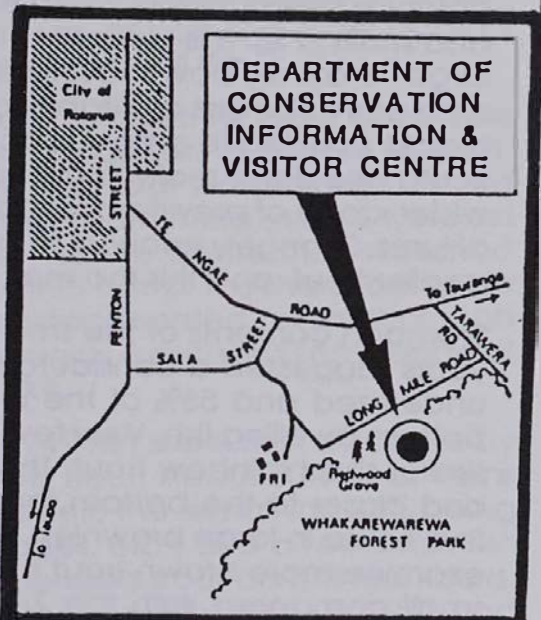 City of
Rotorua
DEPARTMENT OF
CONSERVATION
INFORMATION &
VISITOR CENTRE
STREET
FENTON
TE
NGAE
ROAD
To Tauranga
TARAWERA
RD
SALA
STREET
LONG
MILE
ROAD
FRI
Redwood
Grove
WHAKAREWAREWA
FOREST PARK
To Taupo